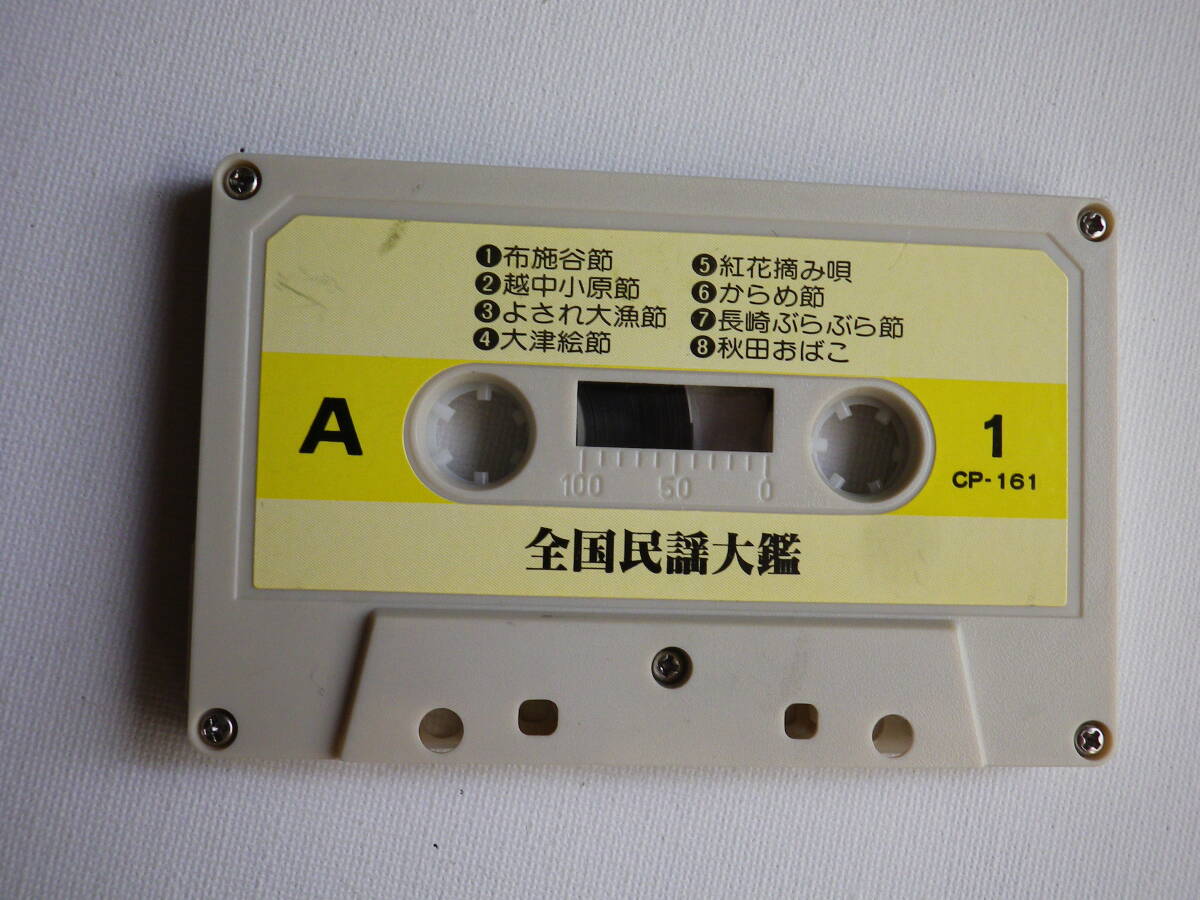 ❶布施谷節
❷越中小原節
❸よされ大漁節
❹大津絵節
❺紅花摘み唄
❻からめ節
❼長崎ぶらぶら節
❽秋田おばこ
A
1
CP-161
100 50 0
全国民謡大鑑